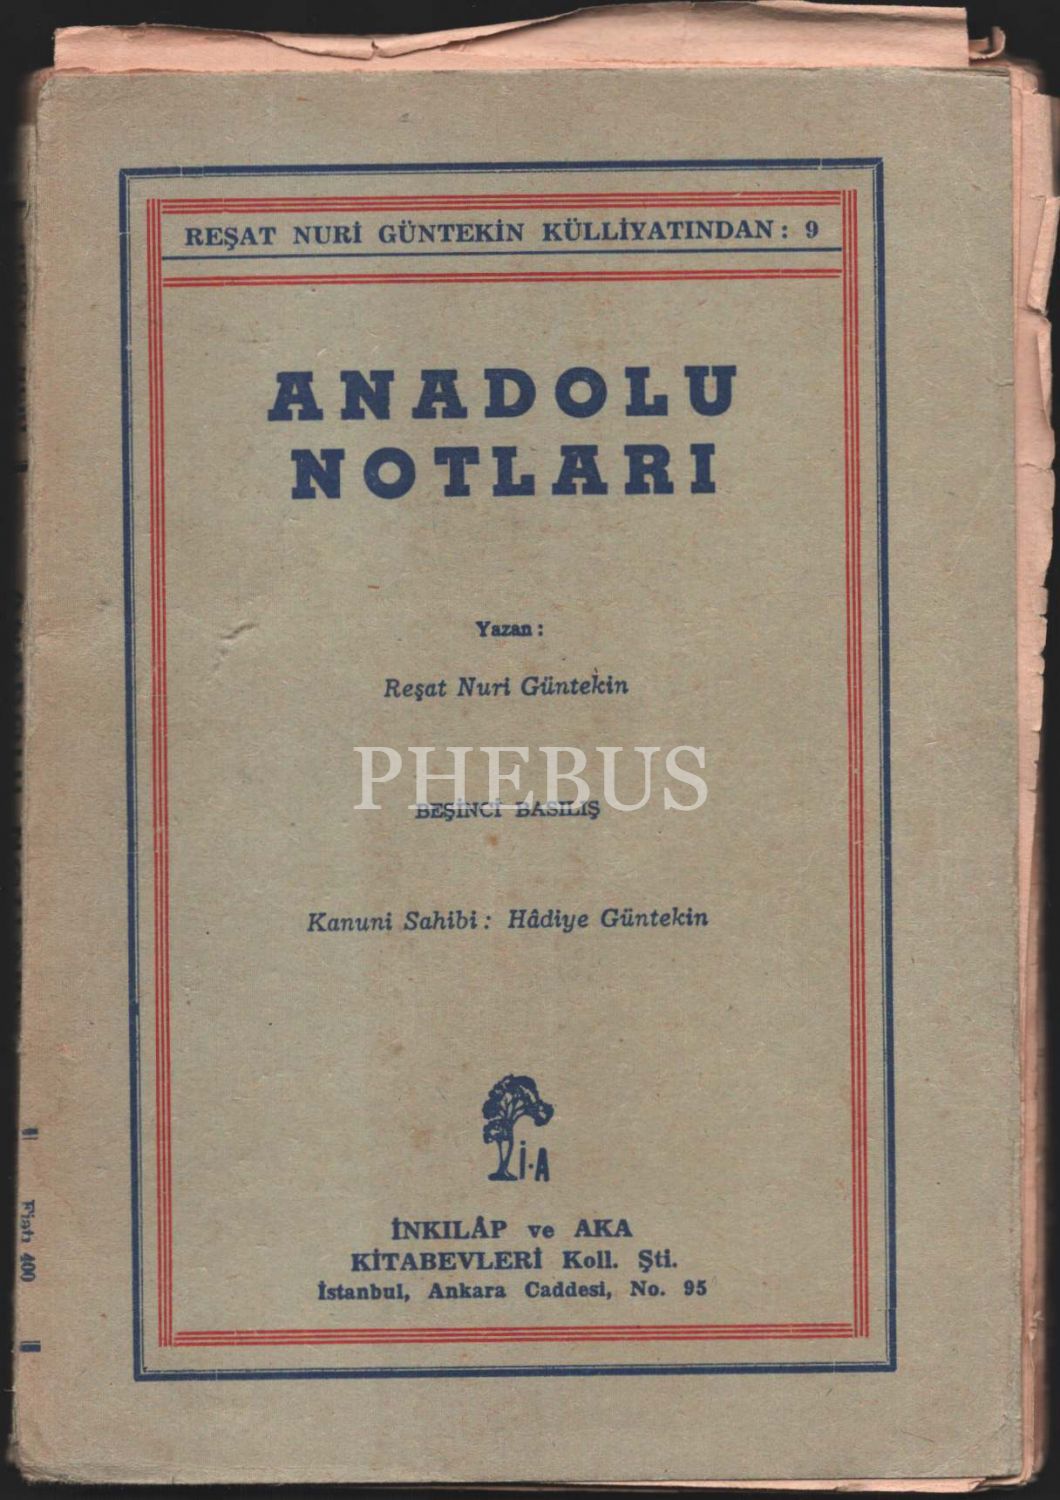 REŞAT NURİ GÜNTEKİN KÜLLİYATINDAN: 9
ANADOLU
NOTLARI
Yazan:
Reşat Nuri Güntekin
PHEBUS
BEŞİNCİ BASILIŞ
Kanuni Sahibi: Hâdiye Güntekin
İ.A
İNKILÂP ve AKA
KİTABEVLERİ Koll. Şti.
İstanbul, Ankara Caddesi, No. 95
Fiatı 400